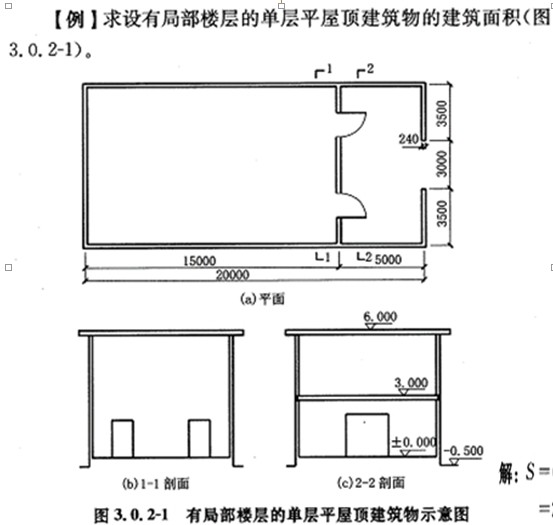 【例】求设有局部楼层的单层平屋顶建筑物的建筑面积(图
3.0.2-1)。
1 2
3500
240
3000
3500
1 2
15000 5000
20000
(a)平面
6.000
3.000
±0.000
-0.500
(b)1-1剖面 (c)2-2剖面
解: S=
=
图 3.0.2-1 有局部楼层的单层平屋顶建筑物示意图